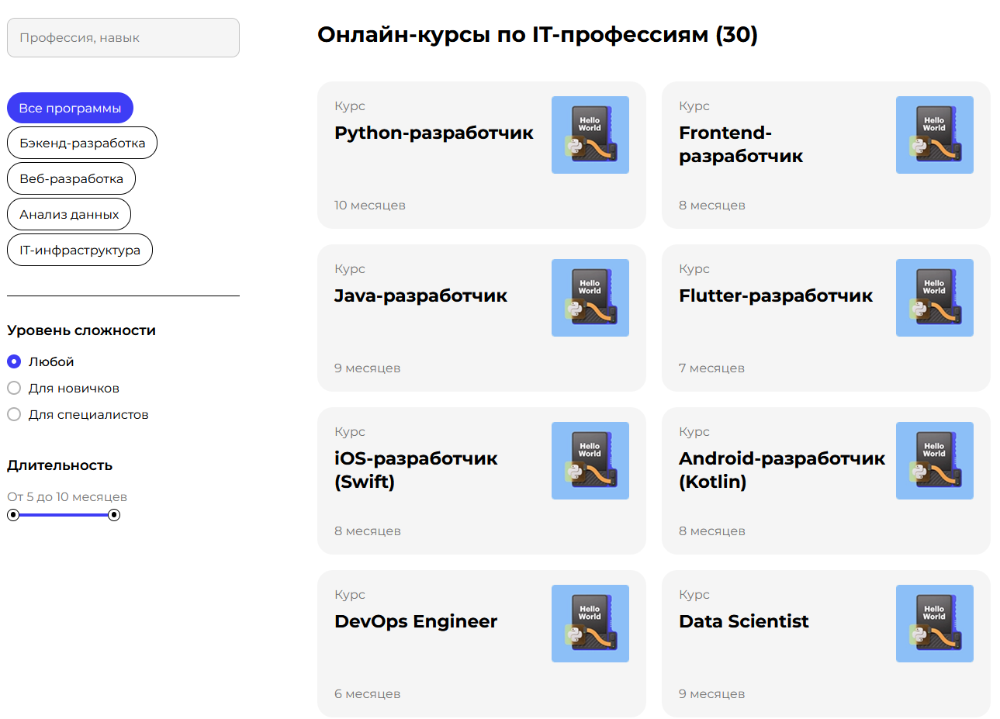 Профессия, навык
Все программы
Бэкенд-разработка
Веб-разработка
Анализ данных
IT-инфраструктура
Уровень сложности
Любой
Для новичков
Для специалистов
Длительность
От 5 до 10 месяцев
Онлайн-курсы по IT-профессиям (30)
Курс
Python-разработчик
10 месяцев
Hello
World
Курс
Frontend-
разработчик
8 месяцев
Hello
World
Курс
Java-разработчик
9 месяцев
Hello
World
Курс
Flutter-разработчик
7 месяцев
Hello
World
Курс
iOS-разработчик
(Swift)
8 месяцев
Hello
World
Курс
Android-разработчик
(Kotlin)
8 месяцев
Hello
World
Курс
DevOps Engineer
6 месяцев
Hello
World
Курс
Data Scientist
9 месяцев
Hello
World